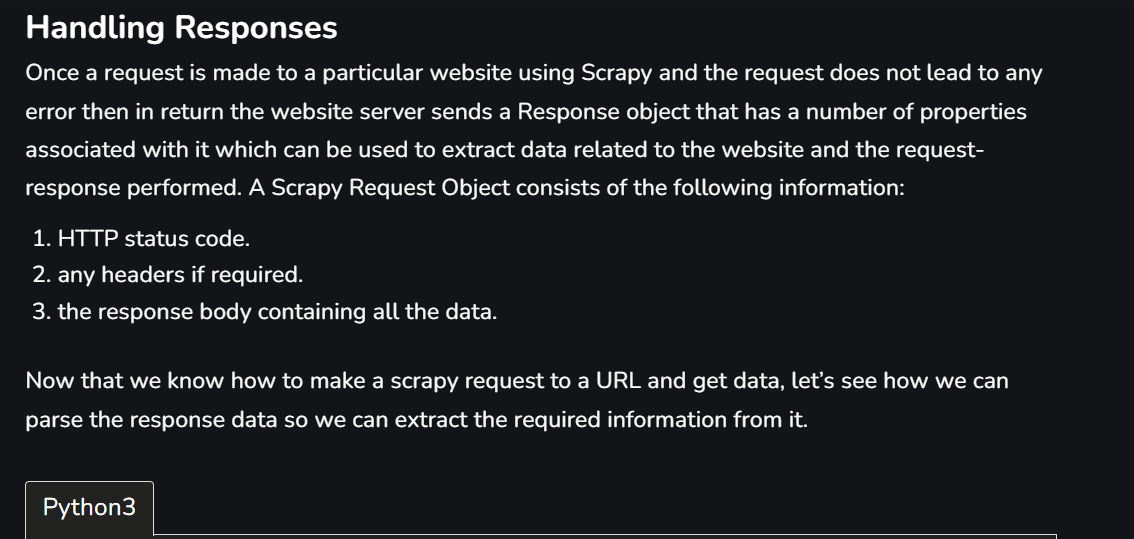 Handling Responses
Once a request is made to a particular website using Scrapy and the request does not lead to any
error then in return the website server sends a Response object that has a number of properties
associated with it which can be used to extract data related to the website and the request-
response performed. A Scrapy Request Object consists of the following information:
1. HTTP status code.
2. any headers if required.
3. the response body containing all the data.
Now that we know how to make a scrapy request to a URL and get data, let’s see how we can
parse the response data so we can extract the required information from it.
Python3